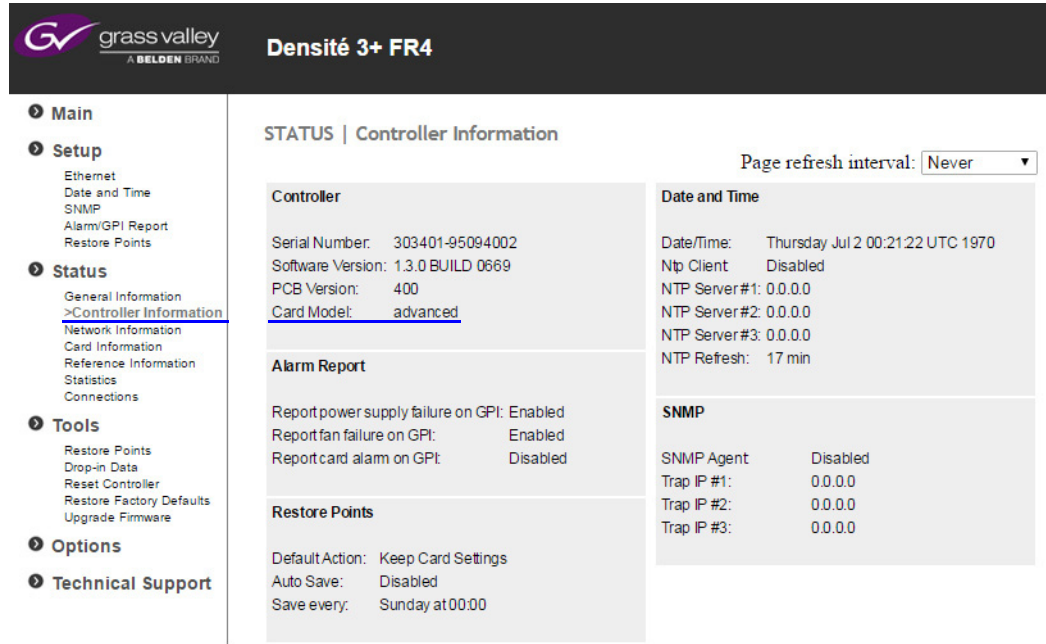 GV grass valley
A BELDEN BRAND
Densité 3+ FR4
Main
Setup
Ethernet
Date and Time
SNMP
Alarm/GPI Report
Restore Points
Status
General Information
>Controller Information
Network Information
Card Information
Reference Information
Statistics
Connections
Tools
Restore Points
Drop-in Data
Reset Controller
Restore Factory Defaults
Upgrade Firmware
Options
Technical Support
STATUS | Controller Information
Page refresh interval: Never
Controller
Serial Number: 303401-95094002
Software Version: 1.3.0 BUILD 0669
PCB Version: 400
Card Model: advanced
Alarm Report
Report power supply failure on GPI: Enabled
Report fan failure on GPI: Enabled
Report card alarm on GPI: Disabled
Restore Points
Default Action: Keep Card Settings
Auto Save: Disabled
Save every: Sunday at 00:00
Date and Time
Date/Time: Thursday Jul 2 00:21:22 UTC 1970
Ntp Client: Disabled
NTP Server #1: 0.0.0.0
NTP Server #2: 0.0.0.0
NTP Server #3: 0.0.0.0
NTP Refresh: 17 min
SNMP
SNMP Agent: Disabled
Trap IP #1: 0.0.0.0
Trap IP #2: 0.0.0.0
Trap IP #3: 0.0.0.0